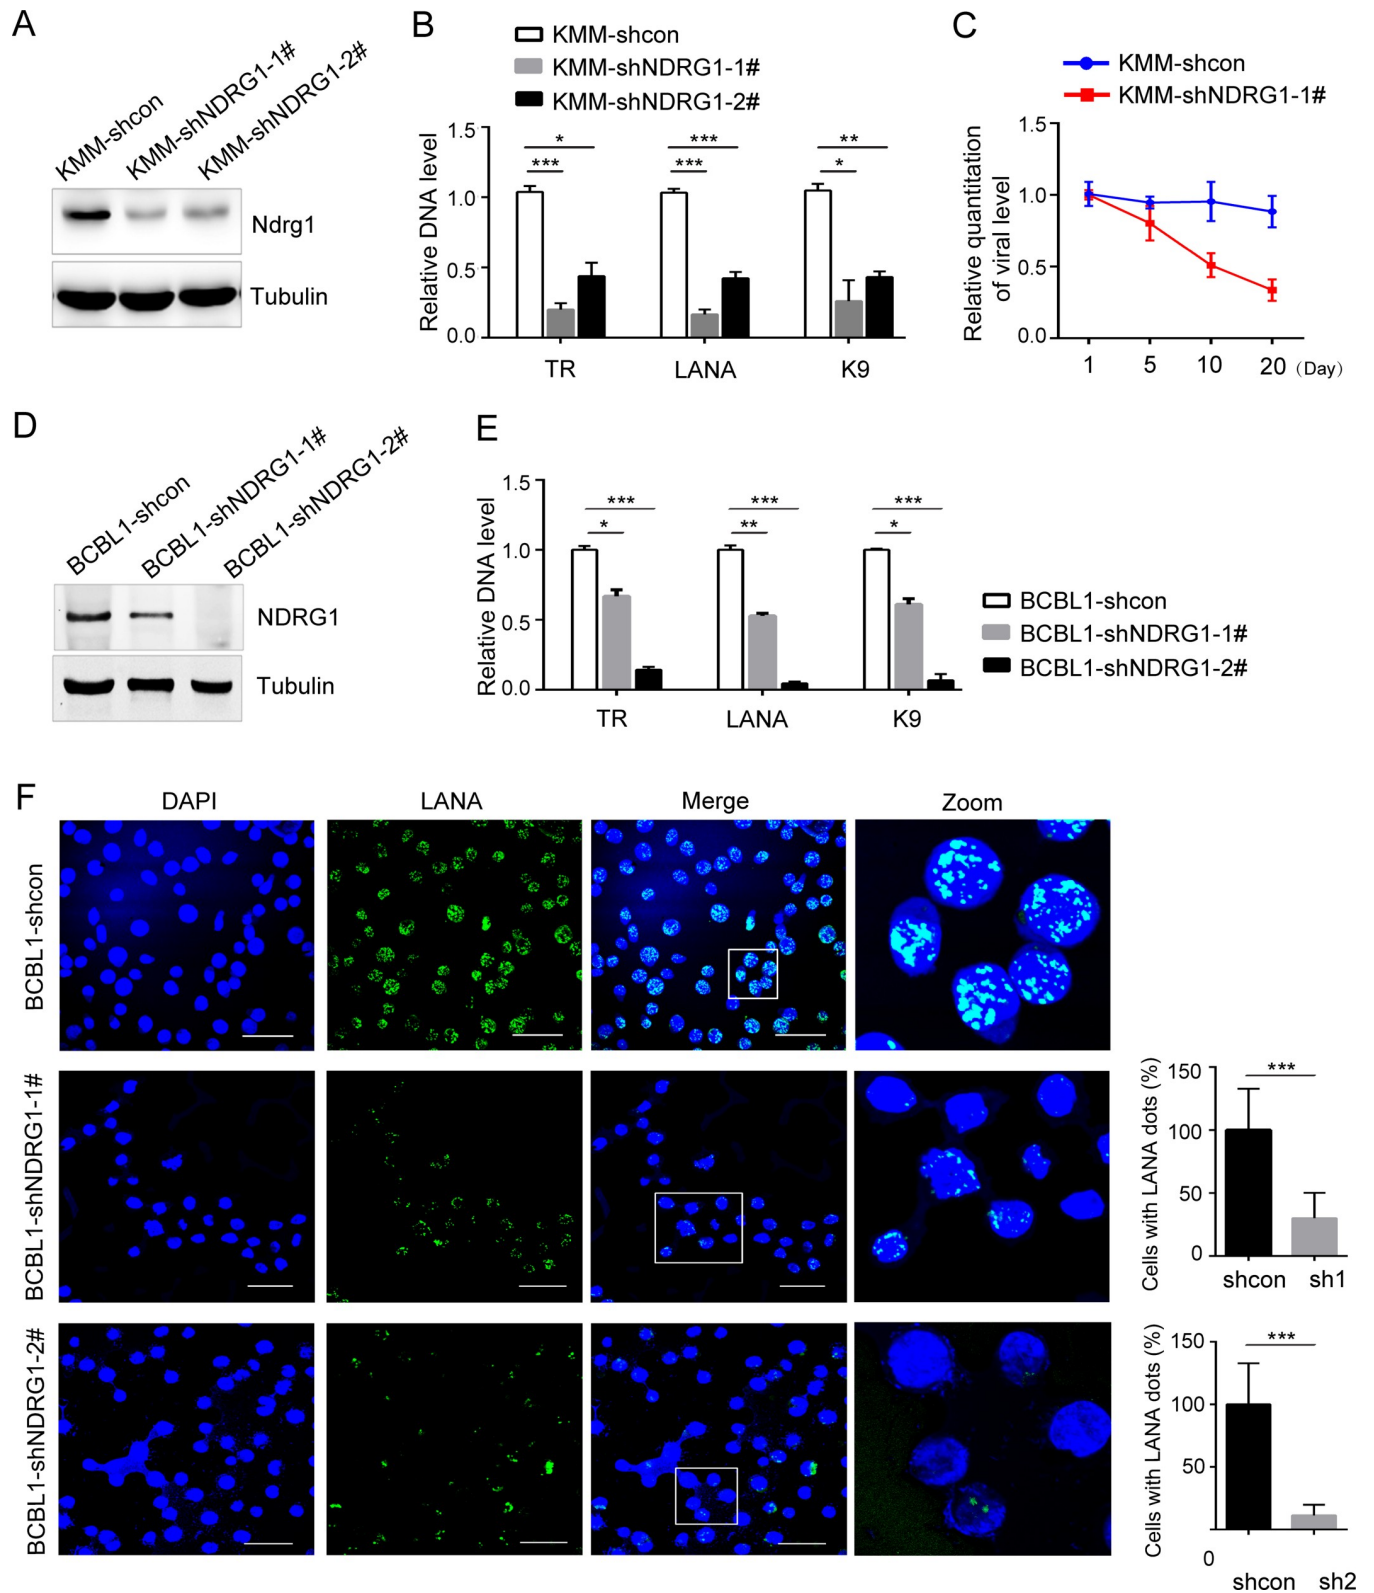 A
KMM-shcon
KMM-shNDRG1-1#
KMM-shNDRG1-2#
Ndrg1
Tubulin
B
KMM-shcon
KMM-shNDRG1-1#
KMM-shNDRG1-2#
Relative DNA level
1.5
1.0
0.5
0.0
* *** *
*** *** **
*** *
TR LANA K9
C
KMM-shcon
KMM-shNDRG1-1#
Relative quantitation
of viral level
1.5
1.0
0.5
0.0
1 5 10 20 (Day)
D
BCBL1-shcon
BCBL1-shNDRG1-1#
BCBL1-shNDRG1-2#
NDRG1
Tubulin
E
Relative DNA level
1.5
1.0
0.5
0.0
*** *** ***
* ** *
TR LANA K9
BCBL1-shcon
BCBL1-shNDRG1-1#
BCBL1-shNDRG1-2#
F
DAPI LANA Merge Zoom
BCBL1-shcon
BCBL1-shNDRG1-1#
BCBL1-shNDRG1-2#
Cells with LANA dots (%)
150
100
50
0
***
shcon sh1
Cells with LANA dots (%)
150
100
50
0
***
shcon sh2